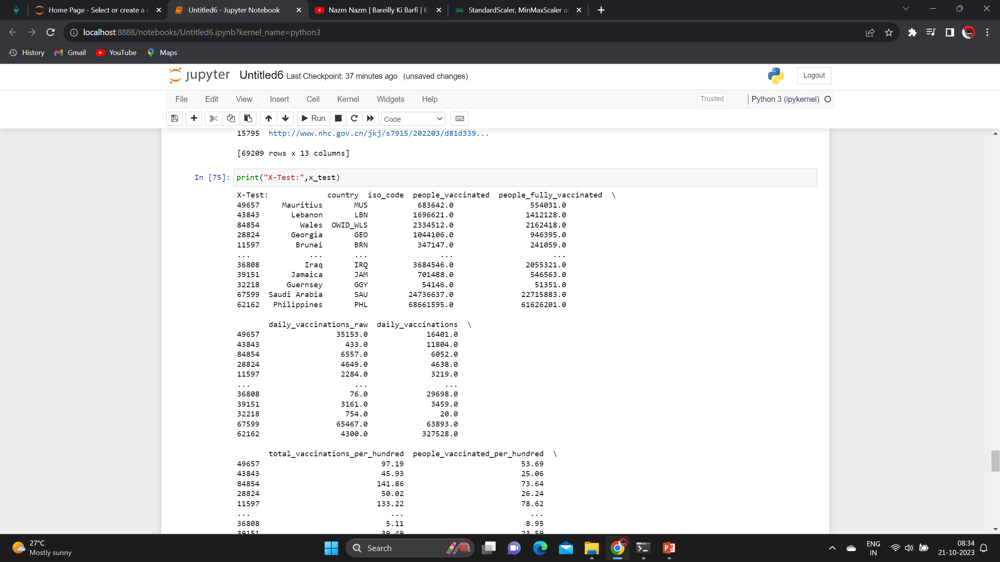 Home Page - Select or create a n
Untitled6 - Jupyter Notebook
Nazm Nazm | Bareilly Ki Barfi | K
StandardScaler, MinMaxScaler a
localhost:8888/notebooks/Untitled6.ipynb?kernel_name=python3
History Gmail YouTube Maps
jupyter Untitled6 Last Checkpoint: 37 minutes ago (unsaved changes) Logout
File Edit View Insert Cell Kernel Widgets Help Trusted Python 3 (ipykernel)
Run Code
15795 http://www.nhc.gov.cn/jkj/s7915/202203/d81d339...
[69209 rows x 13 columns]
In [75]: print("X-Test:",x_test)
X-Test: country iso_code people_vaccinated people_fully_vaccinated \
49657 Mauritius MUS 683642.0 554031.0
43843 Lebanon LBN 1696621.0 1412128.0
84854 Wales OWID_WLS 2334512.0 2162418.0
28824 Georgia GEO 1044106.0 946395.0
11597 Brunei BRN 347147.0 241059.0
... ... ... ... ...
36808 Iraq IRQ 3684546.0 2055321.0
39151 Jamaica JAM 701488.0 546563.0
32218 Guernsey GGY 54146.0 51351.0
67599 Saudi Arabia SAU 24736637.0 22715883.0
62162 Philippines PHL 68661595.0 61626201.0
daily_vaccinations_raw daily_vaccinations \
49657 35153.0 16401.0
43843 433.0 11804.0
84854 6557.0 6052.0
28824 4649.0 4638.0
11597 2284.0 3219.0
... ... ...
36808 76.0 29698.0
39151 3161.0 3459.0
32218 754.0 20.0
67599 65467.0 63893.0
62162 4300.0 327528.0
total_vaccinations_per_hundred people_vaccinated_per_hundred \
49657 97.19 53.69
43843 45.93 25.06
84854 141.86 73.64
28824 50.02 26.24
11597 133.22 78.62
... ... ...
36808 5.11 8.95
39151 39.49 23.59
27°C
Mostly sunny
Search
ENG
IN
08:34
21-10-2023